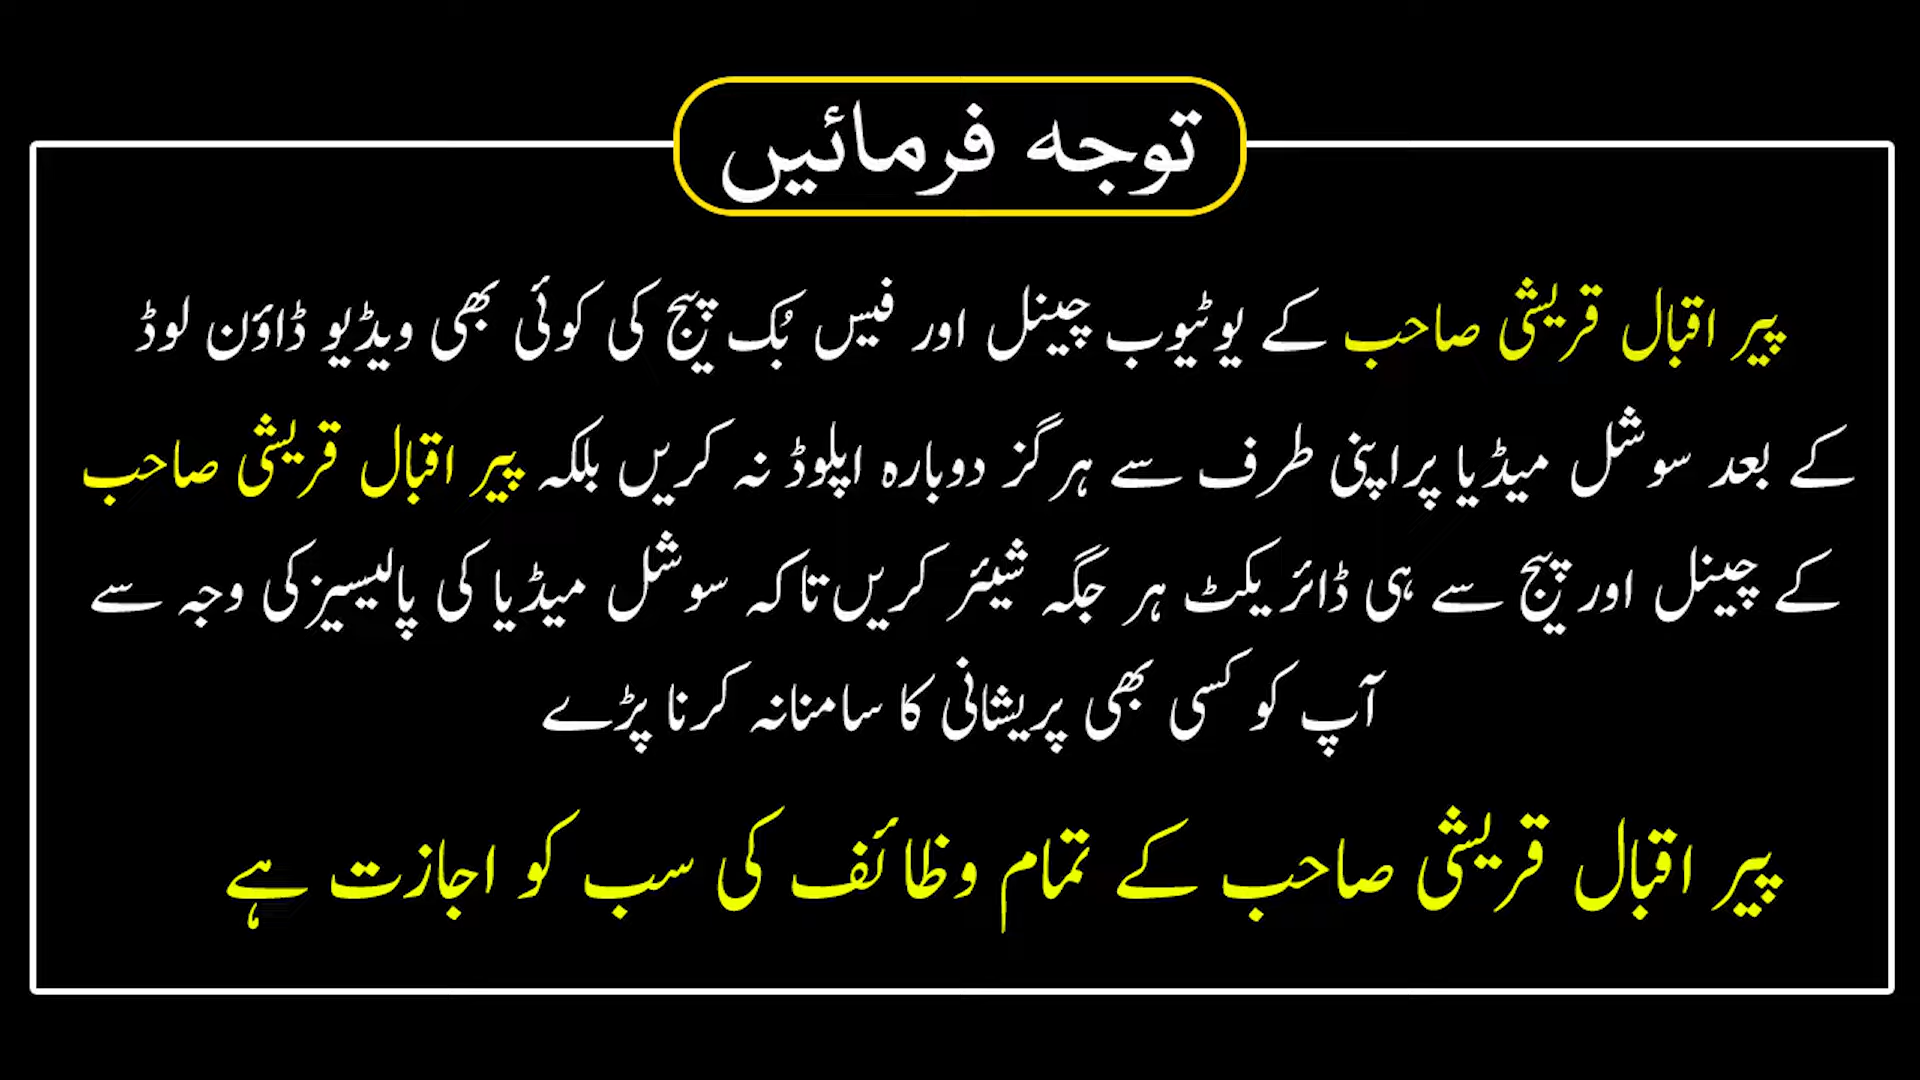 توجہ فرمائیں
پیر اقبال قریشی صاحب کے یوٹیوب چینل اور فیس بُک پیج کی کوئی بھی ویڈیو ڈاؤن لوڈ
کے بعد سوشل میڈیا پر اپنی طرف سے ہرگز دوبارہ اپلوڈ نہ کریں بلکہ پیر اقبال قریشی صاحب
کے چینل اور پیج سے ہی ڈائریکٹ ہر جگہ شیئر کریں تاکہ سوشل میڈیا کی پالیسیز کی وجہ سے
آپ کو کسی بھی پریشانی کا سامنا نہ کرنا پڑے
پیر اقبال قریشی صاحب کے تمام وظائف کی سب کو اجازت ہے